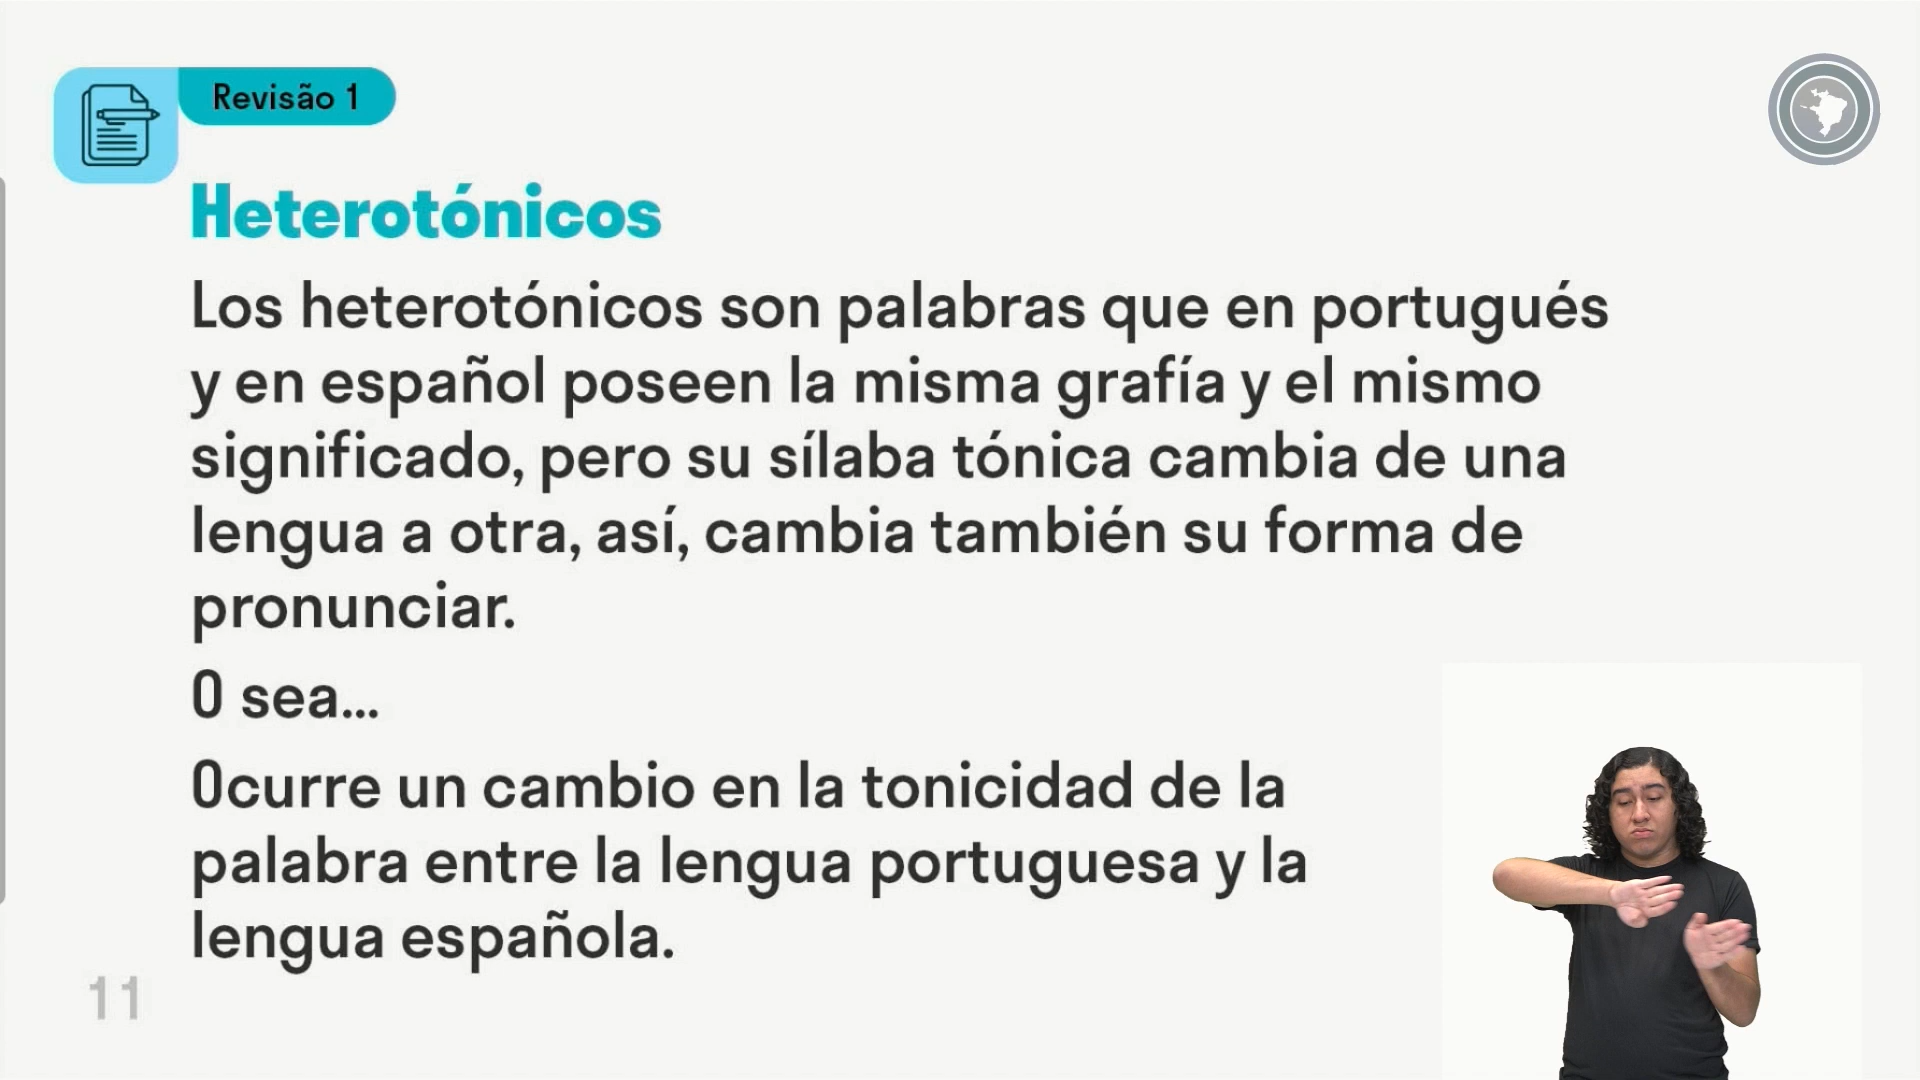 Revisão 1
Heterotónicos
Los heterotónicos son palabras que en portugués
y en español poseen la misma grafía y el mismo
significado, pero su sílaba tónica cambia de una
lengua a otra, así, cambia también su forma de
pronunciar.
O sea...
Ocurre un cambio en la tonicidad de la
palabra entre la lengua portuguesa y la
lengua española.
11